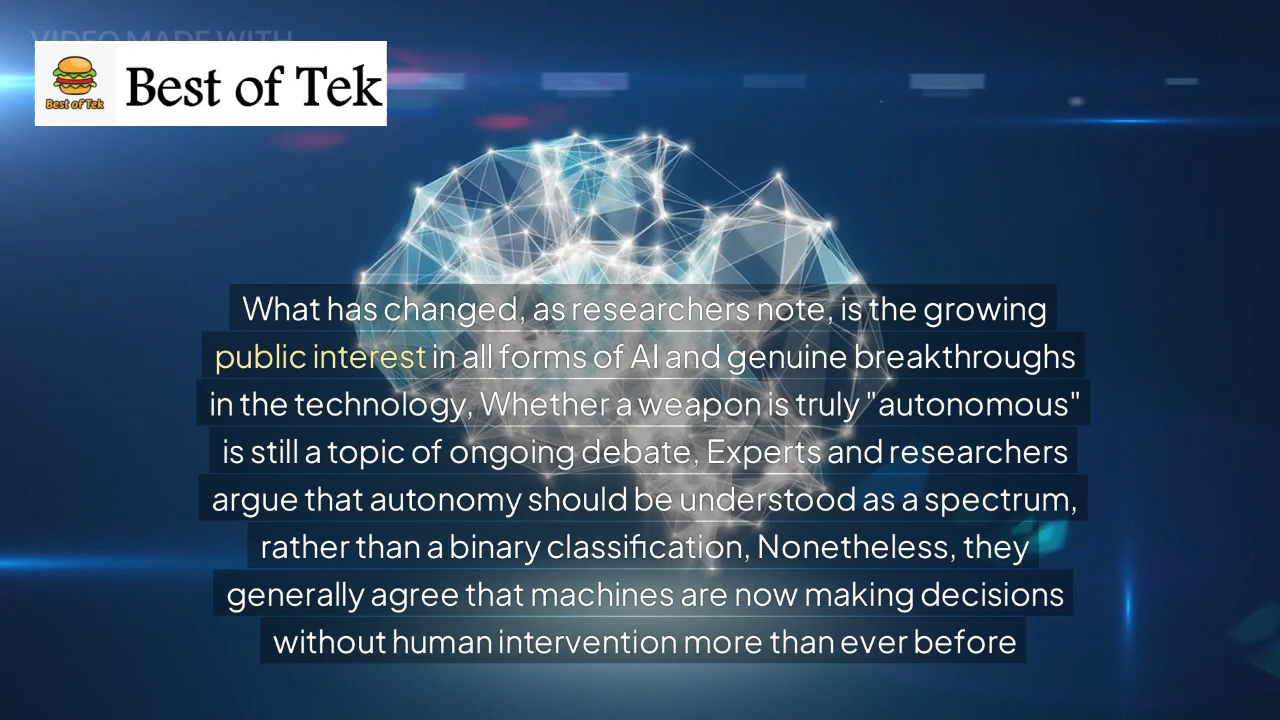 VIDEO MADE WITH
Best of Tek
Best of Tek
What has changed, as researchers note, is the growing
public interest in all forms of AI and genuine breakthroughs
in the technology, Whether a weapon is truly "autonomous"
is still a topic of ongoing debate, Experts and researchers
argue that autonomy should be understood as a spectrum,
rather than a binary classification, Nonetheless, they
generally agree that machines are now making decisions
without human intervention more than ever before